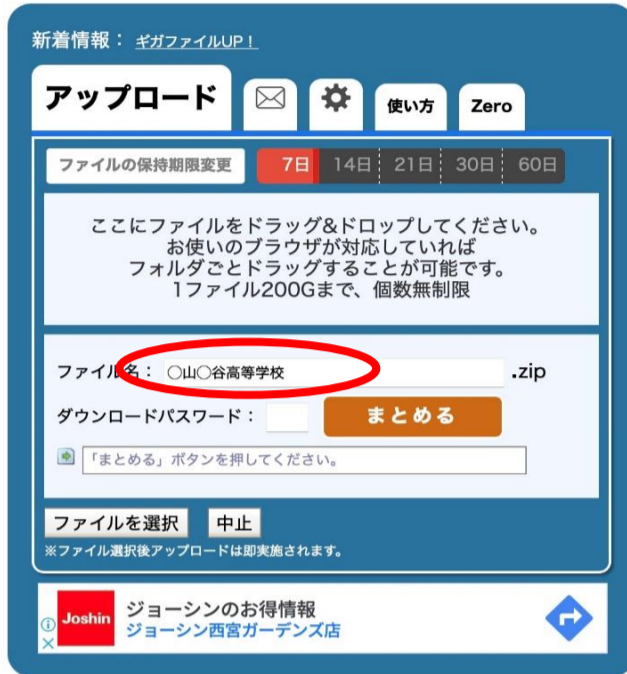 新着情報： ギガファイルUP！
アップロード 使い方 Zero
ファイルの保持期限変更 7日 14日 21日 30日 60日
ここにファイルをドラッグ&ドロップしてください。
お使いのブラウザが対応していれば
フォルダごとドラッグすることが可能です。
1ファイル200Gまで、個数無制限
ファイル名： ○山○谷高等学校 .zip
ダウンロードパスワード： まとめる
「まとめる」ボタンを押してください。
ファイルを選択 中止
※ファイル選択後アップロードは即実施されます。
Joshin ジョーシンのお得情報
ジョーシン西宮ガーデンズ店